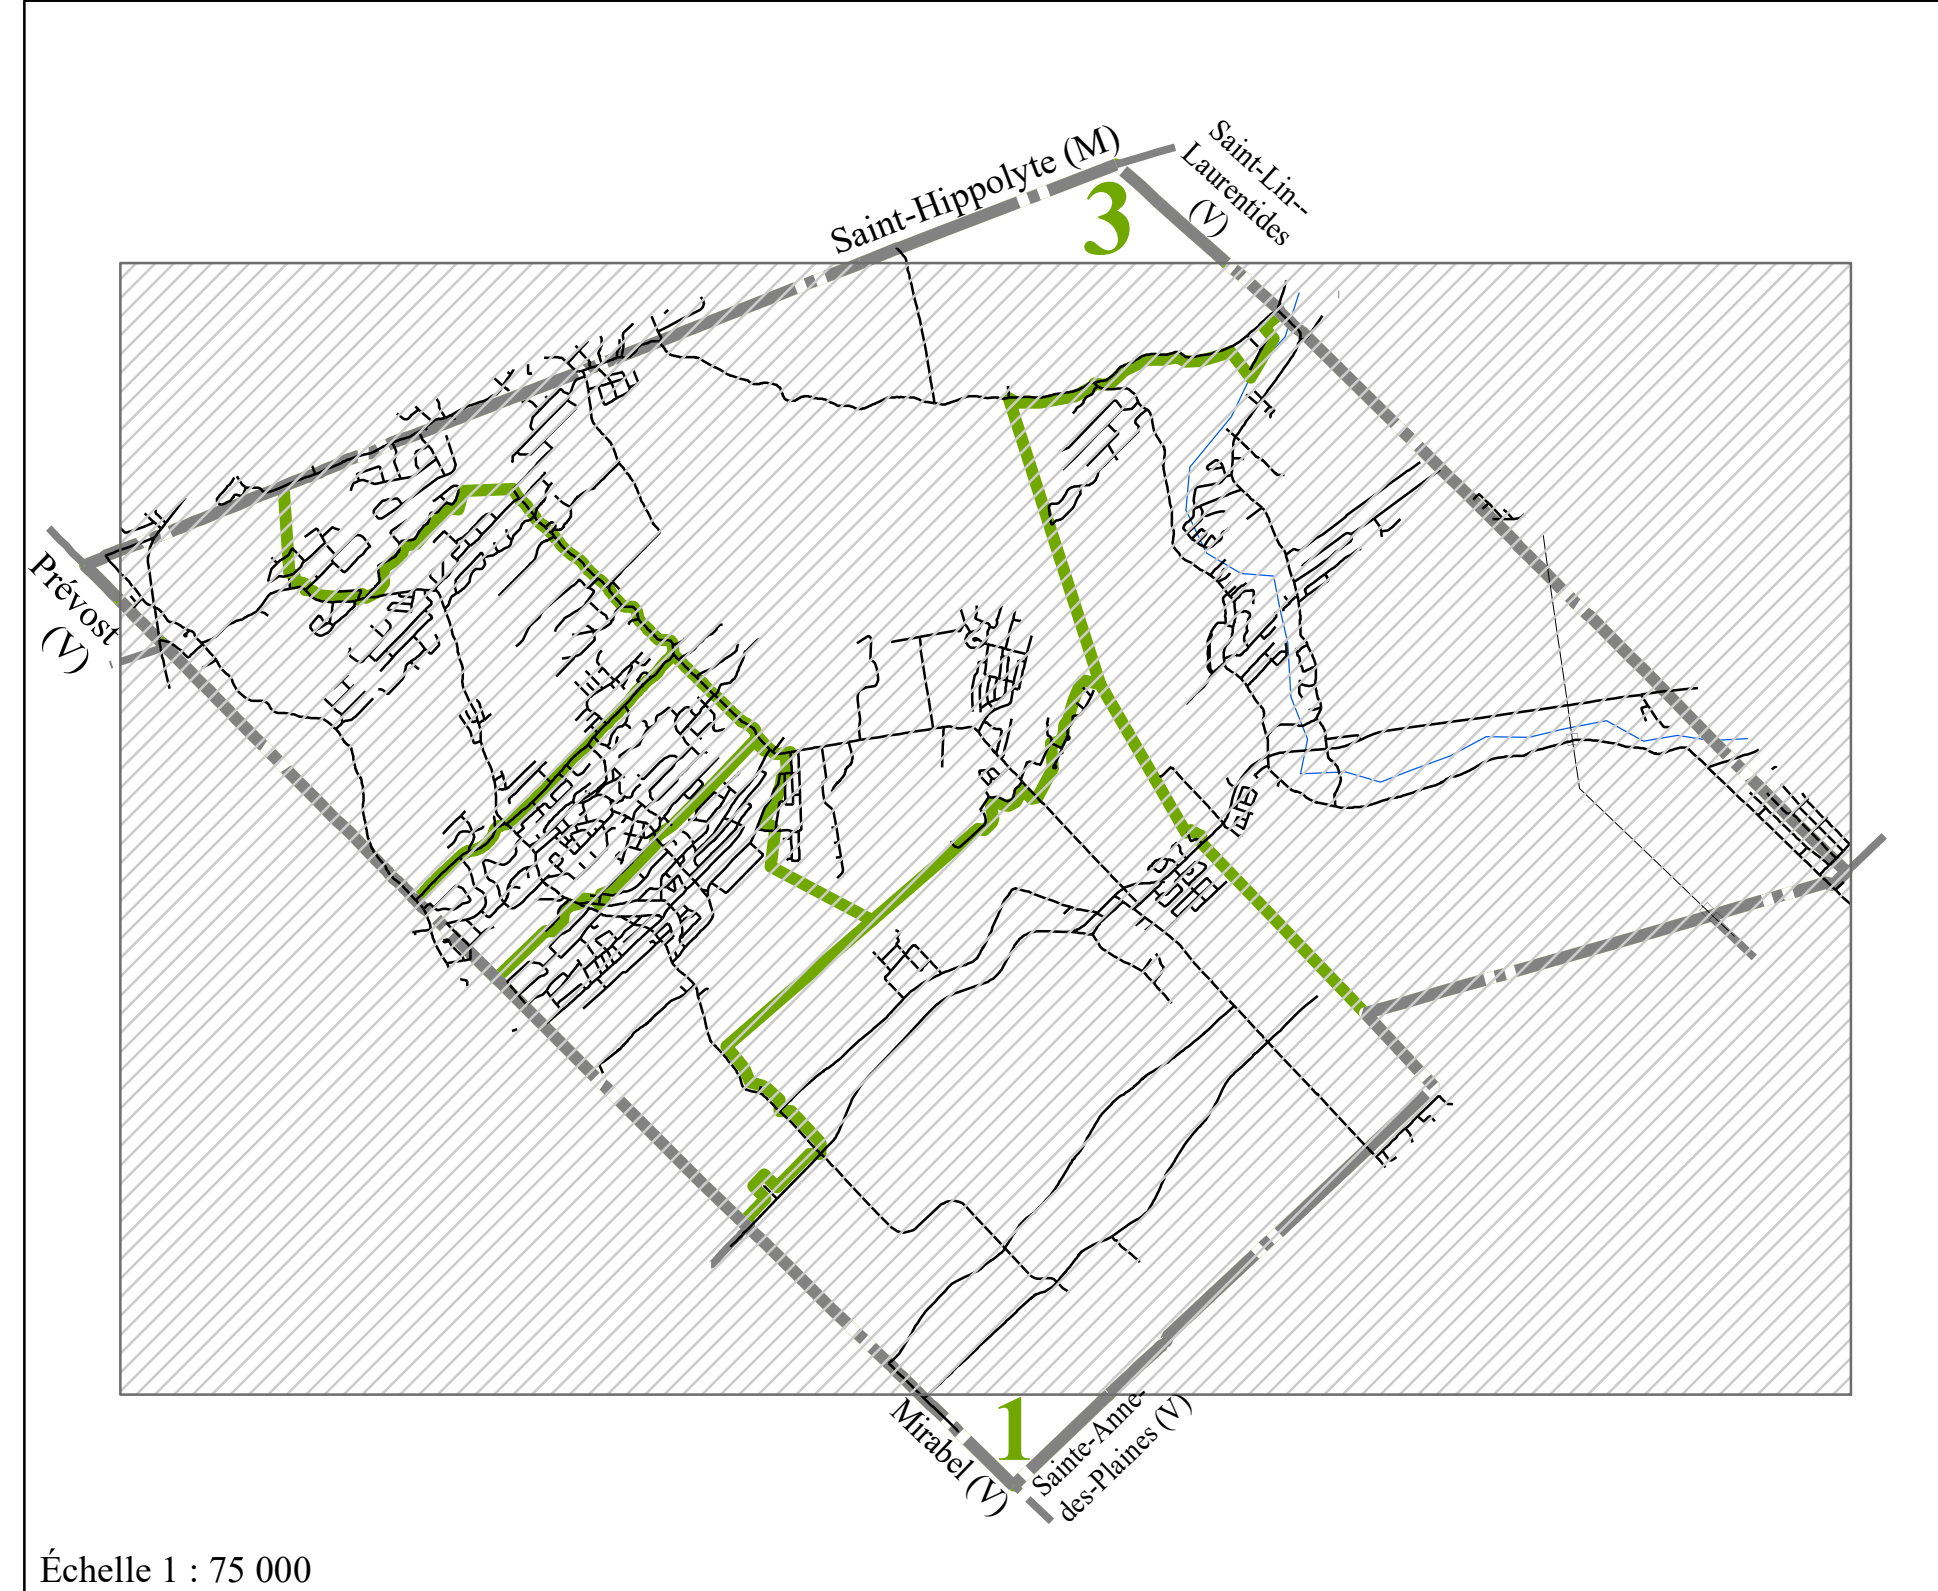 Saint-Hippolyte (M)
Saint-Lin--
Laurentides
(V)
3
Prévost
(V)
1
Mirabel (V)
Sainte-Anne-
des-Plaines (V)
Échelle 1 : 75 000